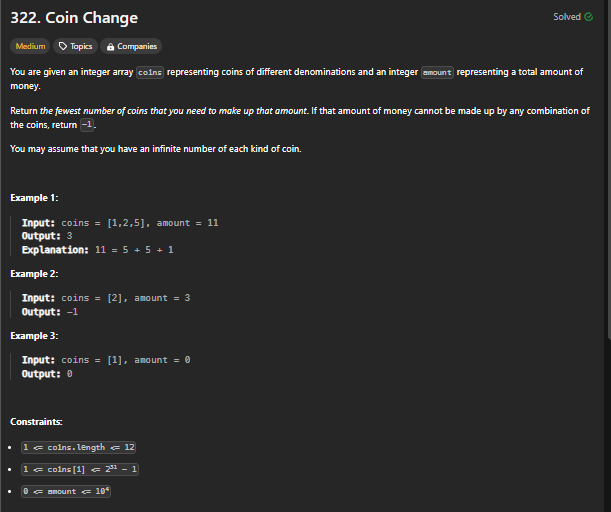 322. Coin Change
Solved
Medium
Topics
Companies
You are given an integer array coins representing coins of different denominations and an integer amount representing a total amount of
money.
Return the fewest number of coins that you need to make up that amount. If that amount of money cannot be made up by any combination of
the coins, return -1.
You may assume that you have an infinite number of each kind of coin.
Example 1:
Input: coins = [1,2,5], amount = 11
Output: 3
Explanation: 11 = 5 + 5 + 1
Example 2:
Input: coins = [2], amount = 3
Output: -1
Example 3:
Input: coins = [1], amount = 0
Output: 0
Constraints:
• 1 <= coins.length <= 12
• 1 <= coins[i] <= 2³¹ - 1
• 0 <= amount <= 10⁴